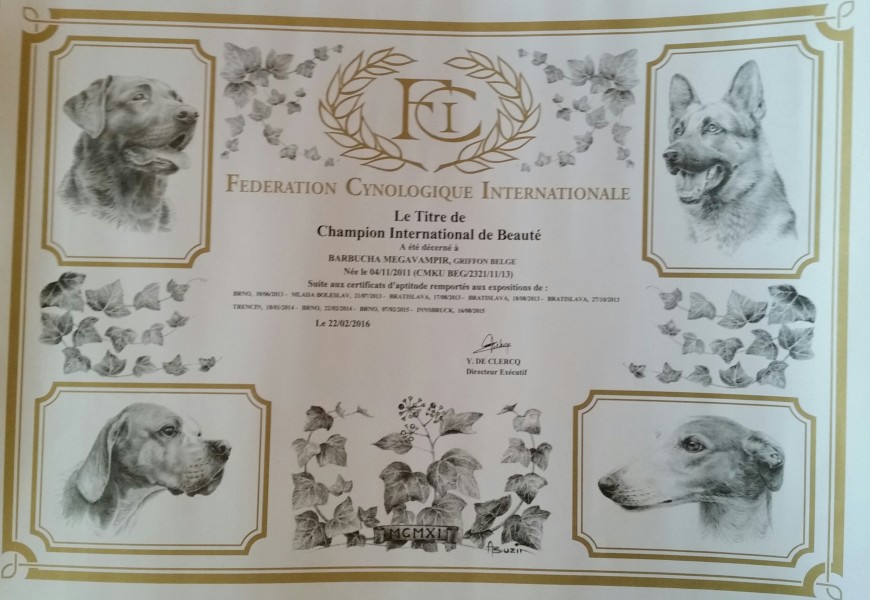 FCI
FEDERATION CYNOLOGIQUE INTERNATIONALE
Le Titre de
Champion International de Beauté
A été décerné à
BARBUCHA MEGAVAMPIR, GRIFFON BELGE
Née le 04/11/2011 (CMKU BEG/2321/11/13)
Suite aux certificats d'aptitude remportés aux expositions de :
BRNO, 30/06/2013 - MLADA BOLESLAV, 21/07/2013 - BRATISLAVA, 17/08/2013 - BRATISLAVA, 18/08/2013 - BRATISLAVA, 27/10/2013
TRENCIN, 18/01/2014 - BRNO, 22/02/2014 - BRNO, 07/02/2015 - INNSBRUCK, 16/08/2015
Le 22/02/2016
Y. DE CLERCQ
Directeur Exécutif
MCMXI